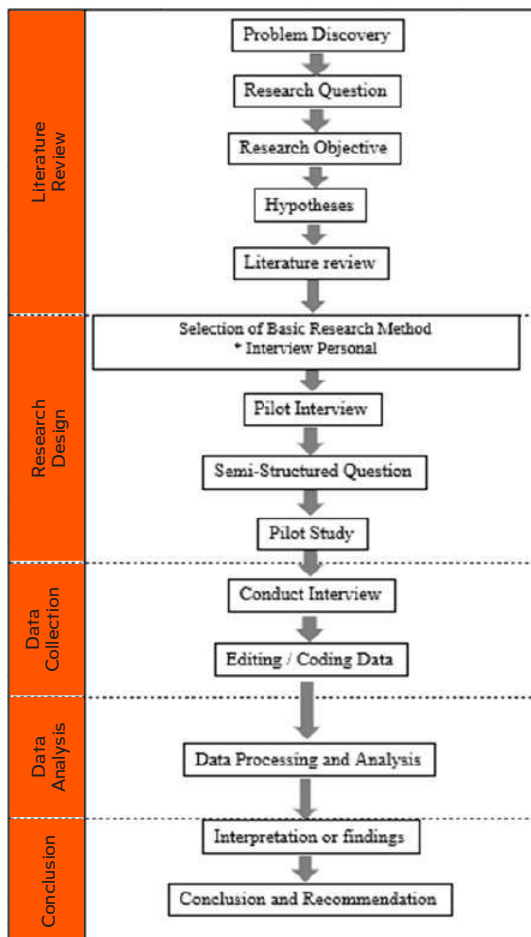 Literature
Review
Problem Discovery
Research Question
Research Objective
Hypotheses
Literature review
Research
Design
Selection of Basic Research Method
* Interview Personal
Pilot Interview
Semi-Structured Question
Pilot Study
Data
Collection
Conduct Interview
Editing / Coding Data
Data
Analysis
Data Processing and Analysis
Conclusion
Interpretation or findings
Conclusion and Recommendation